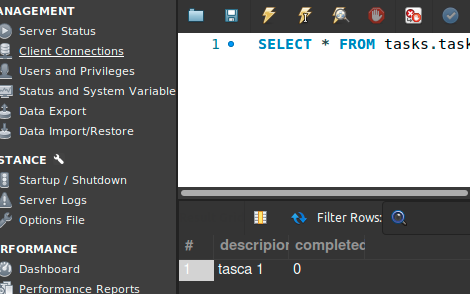 ANAGEMENT
Server Status
Client Connections
Users and Privileges
Status and System Variable
Data Export
Data Import/Restore
STANCE
Startup / Shutdown
Server Logs
Options File
RFORMANCE
Dashboard
Performance Reports
1 SELECT * FROM tasks.task
Filter Rows:
# descripion completed
1 tasca 1 0